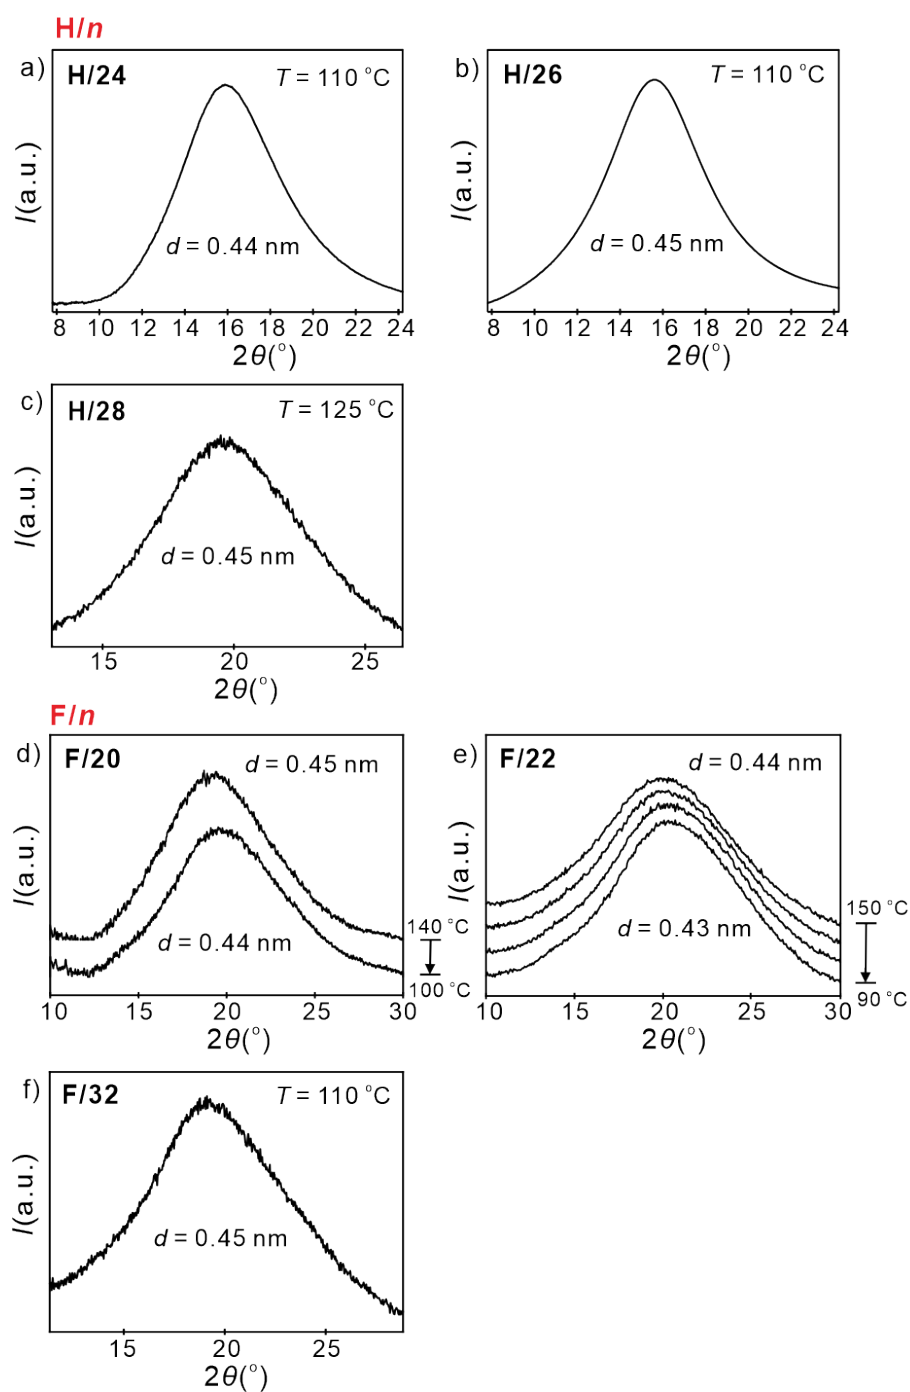 H/n
a) H/24 T = 110 °C
I(a.u.)
d = 0.44 nm
8 10 12 14 16 18 20 22 24
2θ(°)
b) H/26 T = 110 °C
I(a.u.)
d = 0.45 nm
8 10 12 14 16 18 20 22 24
2θ(°)
c) H/28 T = 125 °C
I(a.u.)
d = 0.45 nm
15 20 25
2θ(°)
F/n
d) F/20 d = 0.45 nm
I(a.u.)
d = 0.44 nm
140 °C
100 °C
10 15 20 25 30
2θ(°)
e) F/22 d = 0.44 nm
I(a.u.)
d = 0.43 nm
150 °C
90 °C
10 15 20 25 30
2θ(°)
f) F/32 T = 110 °C
I(a.u.)
d = 0.45 nm
15 20 25
2θ(°)